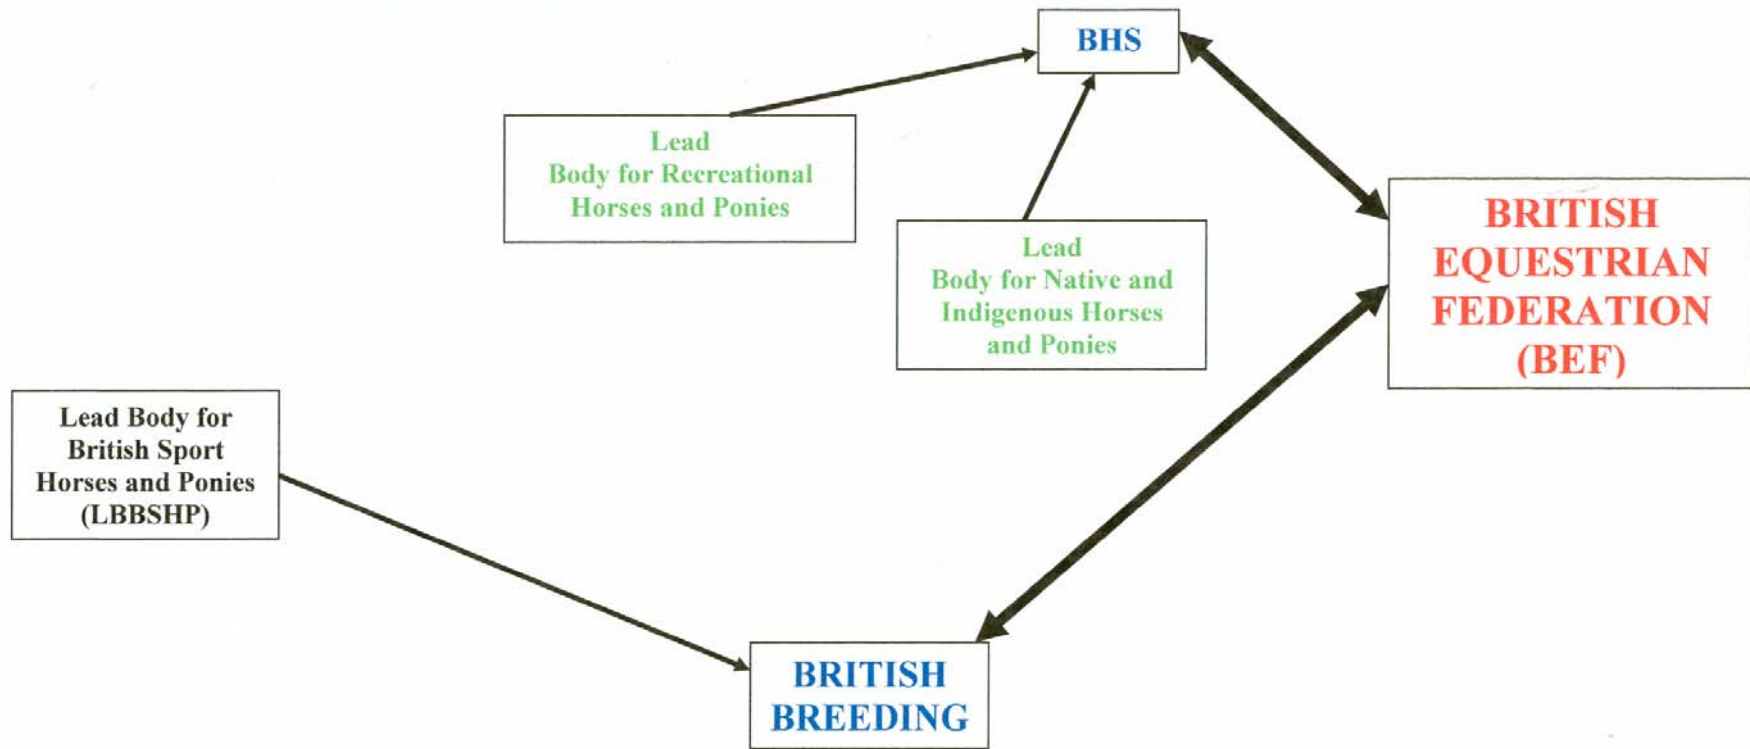 BHS
Lead
Body for Recreational
Horses and Ponies
Lead
Body for Native and
Indigenous Horses
and Ponies
BRITISH
EQUESTRIAN
FEDERATION
(BEF)
Lead Body for
British Sport
Horses and Ponies
(LBBSHP)
BRITISH
BREEDING